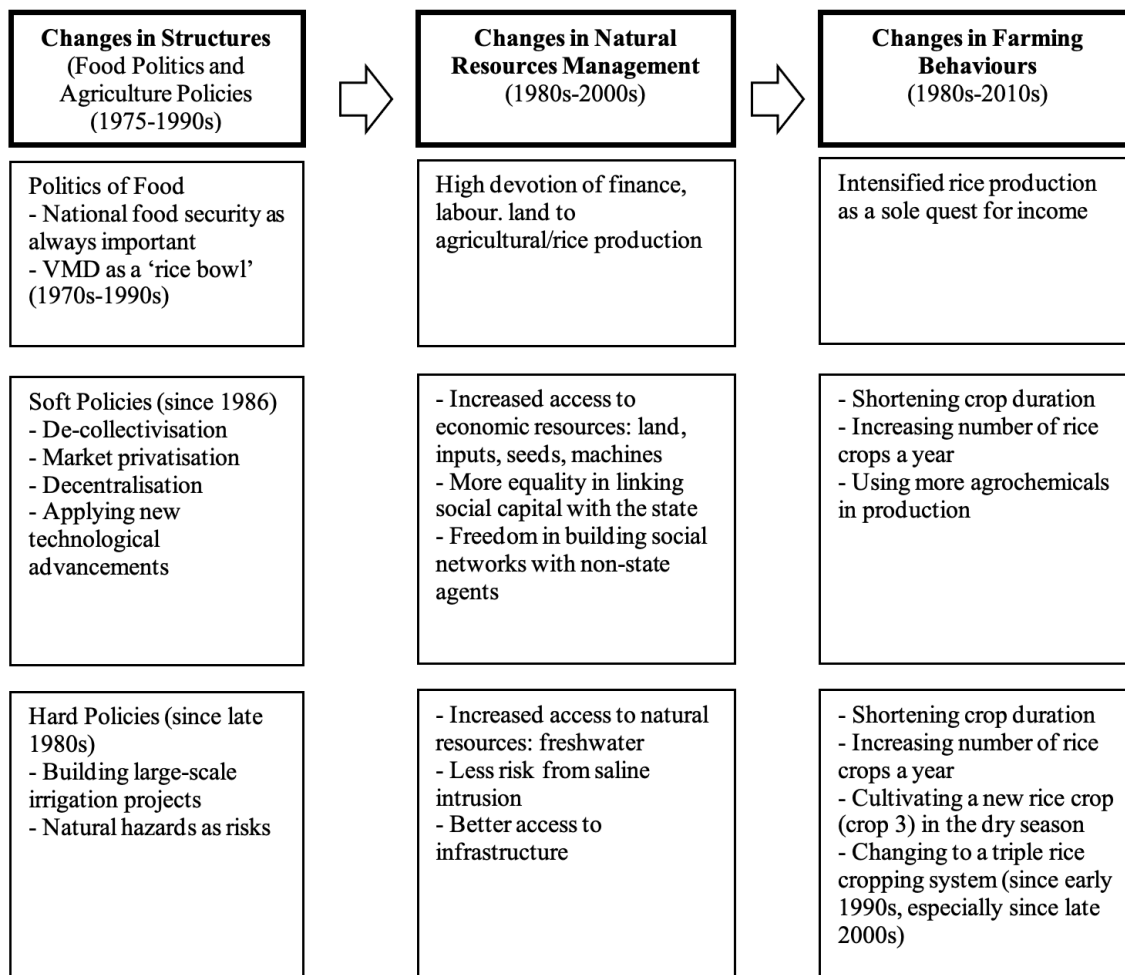 Changes in Structures
(Food Politics and
Agriculture Policies
(1975-1990s)
Changes in Natural
Resources Management
(1980s-2000s)
Changes in Farming
Behaviours
(1980s-2010s)
Politics of Food
- National food security as
always important
- VMD as a ‘rice bowl’
(1970s-1990s)
High devotion of finance,
labour. land to
agricultural/rice production
Intensified rice production
as a sole quest for income
Soft Policies (since 1986)
- De-collectivisation
- Market privatisation
- Decentralisation
- Applying new
technological
advancements
- Increased access to
economic resources: land,
inputs, seeds, machines
- More equality in linking
social capital with the state
- Freedom in building social
networks with non-state
agents
- Shortening crop duration
- Increasing number of rice
crops a year
- Using more agrochemicals
in production
Hard Policies (since late
1980s)
- Building large-scale
irrigation projects
- Natural hazards as risks
- Increased access to natural
resources: freshwater
- Less risk from saline
intrusion
- Better access to
infrastructure
- Shortening crop duration
- Increasing number of rice
crops a year
- Cultivating a new rice crop
(crop 3) in the dry season
- Changing to a triple rice
cropping system (since early
1990s, especially since late
2000s)